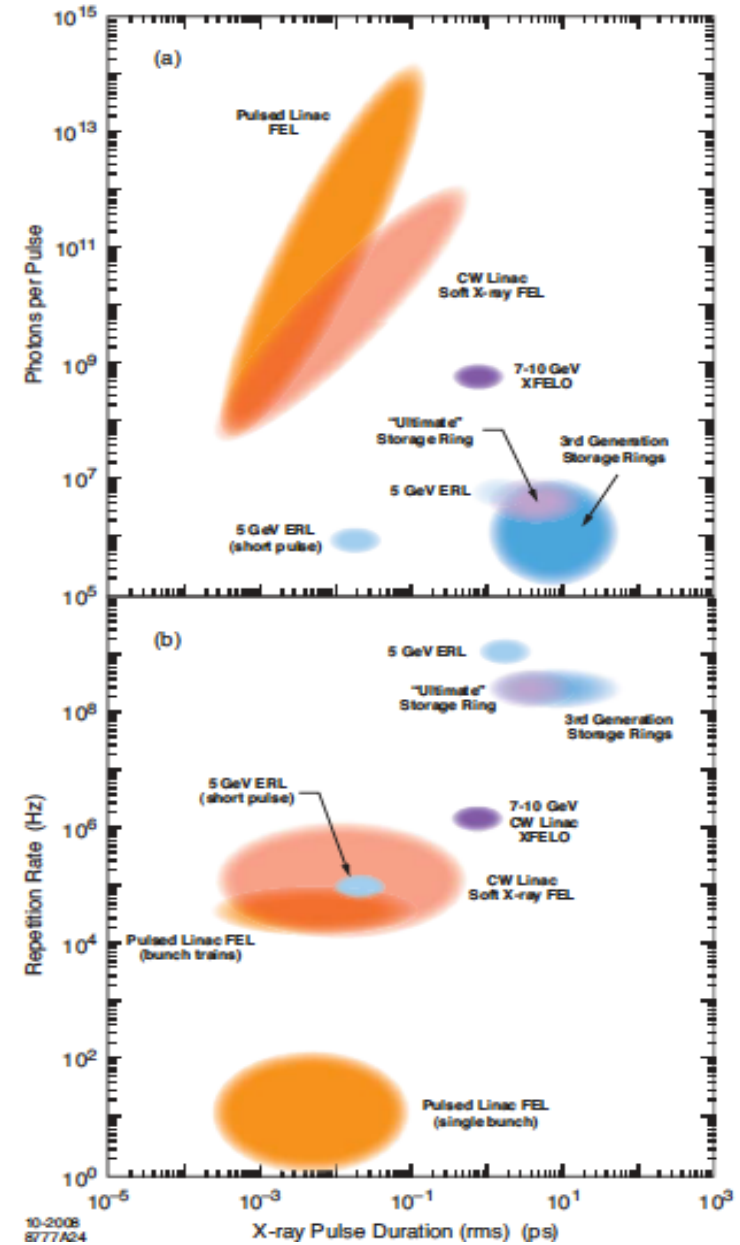 10^15
(a)
Pulsed Linac
FEL
10^13
10^11
CW Linac
Soft X-ray FEL
Photons per Pulse
10^9
7-10 GeV
XFELO
"Ultimate"
Storage Ring
3rd Generation
Storage Rings
10^7
5 GeV ERL
5 GeV ERL
(short pulse)
10^5
(b)
5 GeV ERL
"Ultimate"
Storage Ring
10^8
3rd Generation
Storage Rings
5 GeV ERL
(short pulse)
7-10 GeV
CW Linac
XFELO
10^6
Repetition Rate (Hz)
CW Linac
Soft X-ray FEL
Pulsed Linac FEL
(bunch trains)
10^4
10^2
Pulsed Linac FEL
(single bunch)
10^0
10^−5 10^−3 10^−1 10^1 10^3
X-ray Pulse Duration (rms) (ps)
10-2008
8777A24